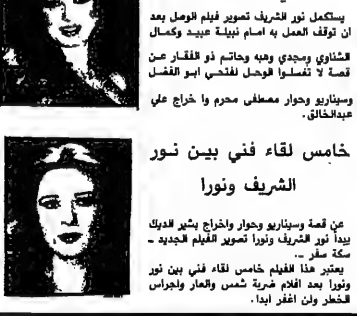 يستكمل نور الشريف تصوير فيلم الوحل بعد
ان توقف العمل به امام نبيلة عبيد وكمال
الشناوي ومجدي وهبه وحاتم ذو الفقار عن
قصة لا تغسلوا الوحل لفتحي ابو الفضل
وسيناريو وحوار مصطفى محرم وا خراج علي
عبدالخالق.
خامس لقاء فني بين نور
الشريف ونورا
عن قصة وسيناريو وحوار واخراج بشير الديك
يبدأ نور الشريف ونورا تصوير الفيلم الجديد -
سكة سفر -.
يعتبر هذا الفيلم خامس لقاء فني بين نور
ونورا بعد افلام ضربة شمس والعار واجراس
الخطر ولن اغفر ابدا.